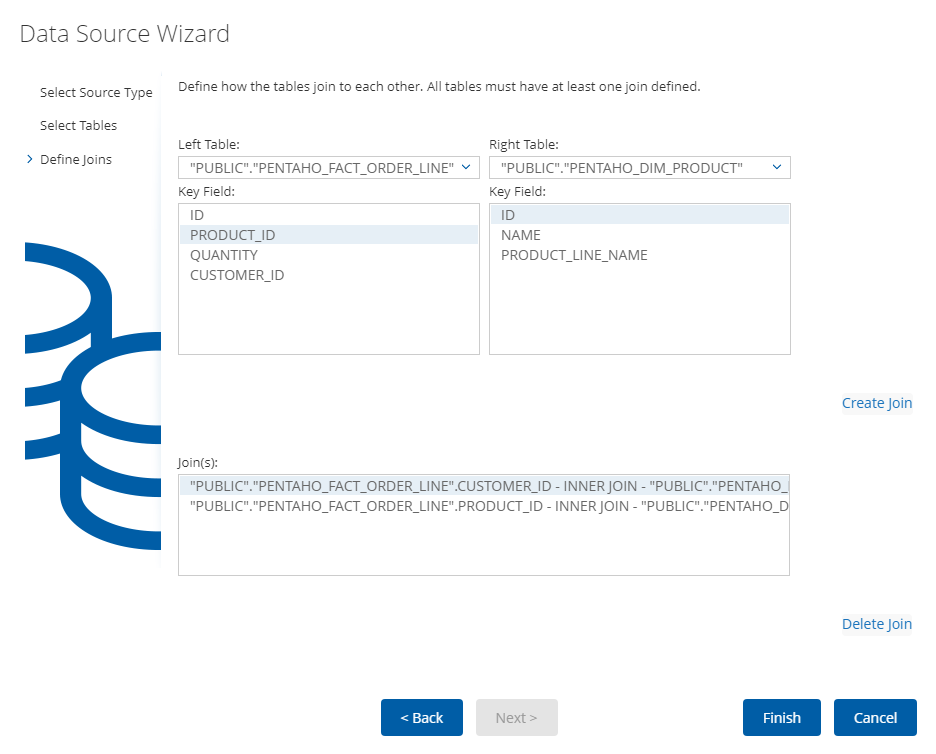 Data Source Wizard
Select Source Type
Select Tables
Define Joins
Define how the tables join to each other. All tables must have at least one join defined.
Left Table:
"PUBLIC"."PENTAHO_FACT_ORDER_LINE"
Key Field:
ID
PRODUCT_ID
QUANTITY
CUSTOMER_ID
Right Table:
"PUBLIC"."PENTAHO_DIM_PRODUCT"
Key Field:
ID
NAME
PRODUCT_LINE_NAME
Create Join
Join(s):
"PUBLIC"."PENTAHO_FACT_ORDER_LINE".CUSTOMER_ID - INNER JOIN - "PUBLIC"."PENTAHO_
"PUBLIC"."PENTAHO_FACT_ORDER_LINE".PRODUCT_ID - INNER JOIN - "PUBLIC"."PENTAHO_D
Delete Join
< Back
Next >
Finish
Cancel